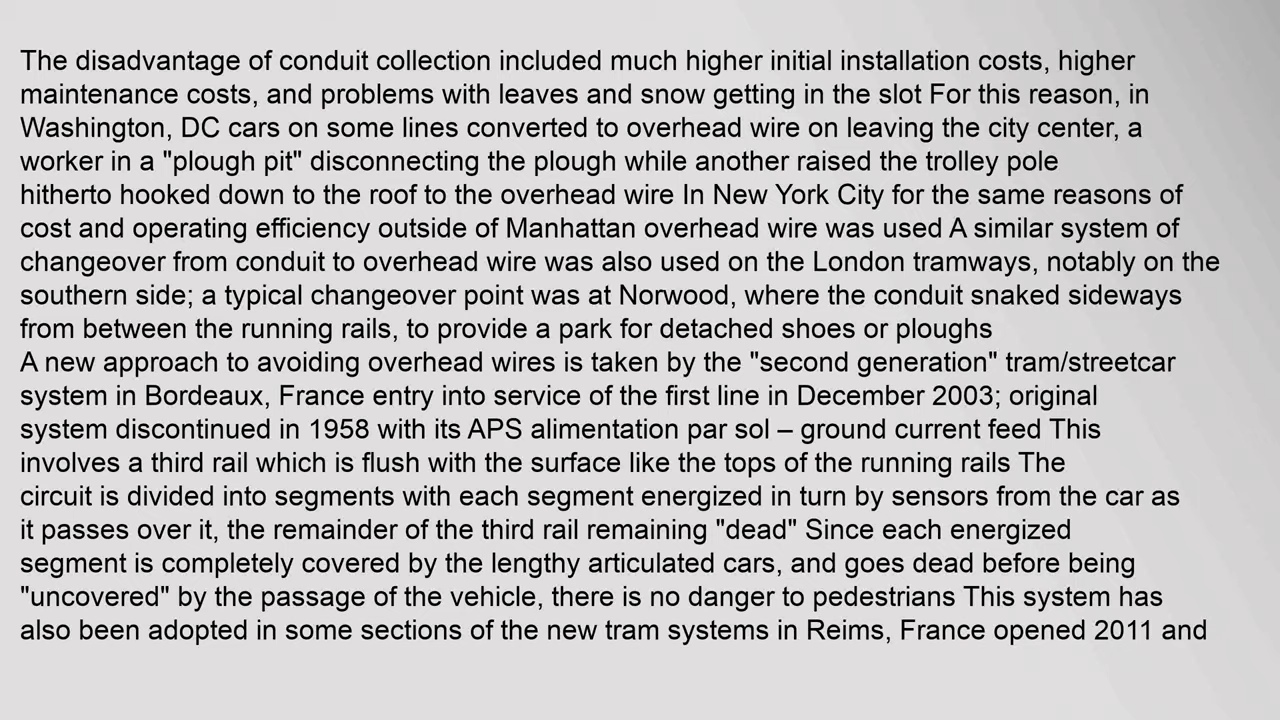 The disadvantage of conduit collection included much higher initial installation costs, higher
maintenance costs, and problems with leaves and snow getting in the slot For this reason, in
Washington, DC cars on some lines converted to overhead wire on leaving the city center, a
worker in a "plough pit" disconnecting the plough while another raised the trolley pole
hitherto hooked down to the roof to the overhead wire In New York City for the same reasons of
cost and operating efficiency outside of Manhattan overhead wire was used A similar system of
changeover from conduit to overhead wire was also used on the London tramways, notably on the
southern side; a typical changeover point was at Norwood, where the conduit snaked sideways
from between the running rails, to provide a park for detached shoes or ploughs
A new approach to avoiding overhead wires is taken by the "second generation" tram/streetcar
system in Bordeaux, France entry into service of the first line in December 2003; original
system discontinued in 1958 with its APS alimentation par sol – ground current feed This
involves a third rail which is flush with the surface like the tops of the running rails The
circuit is divided into segments with each segment energized in turn by sensors from the car as
it passes over it, the remainder of the third rail remaining "dead" Since each energized
segment is completely covered by the lengthy articulated cars, and goes dead before being
"uncovered" by the passage of the vehicle, there is no danger to pedestrians This system has
also been adopted in some sections of the new tram systems in Reims, France opened 2011 and